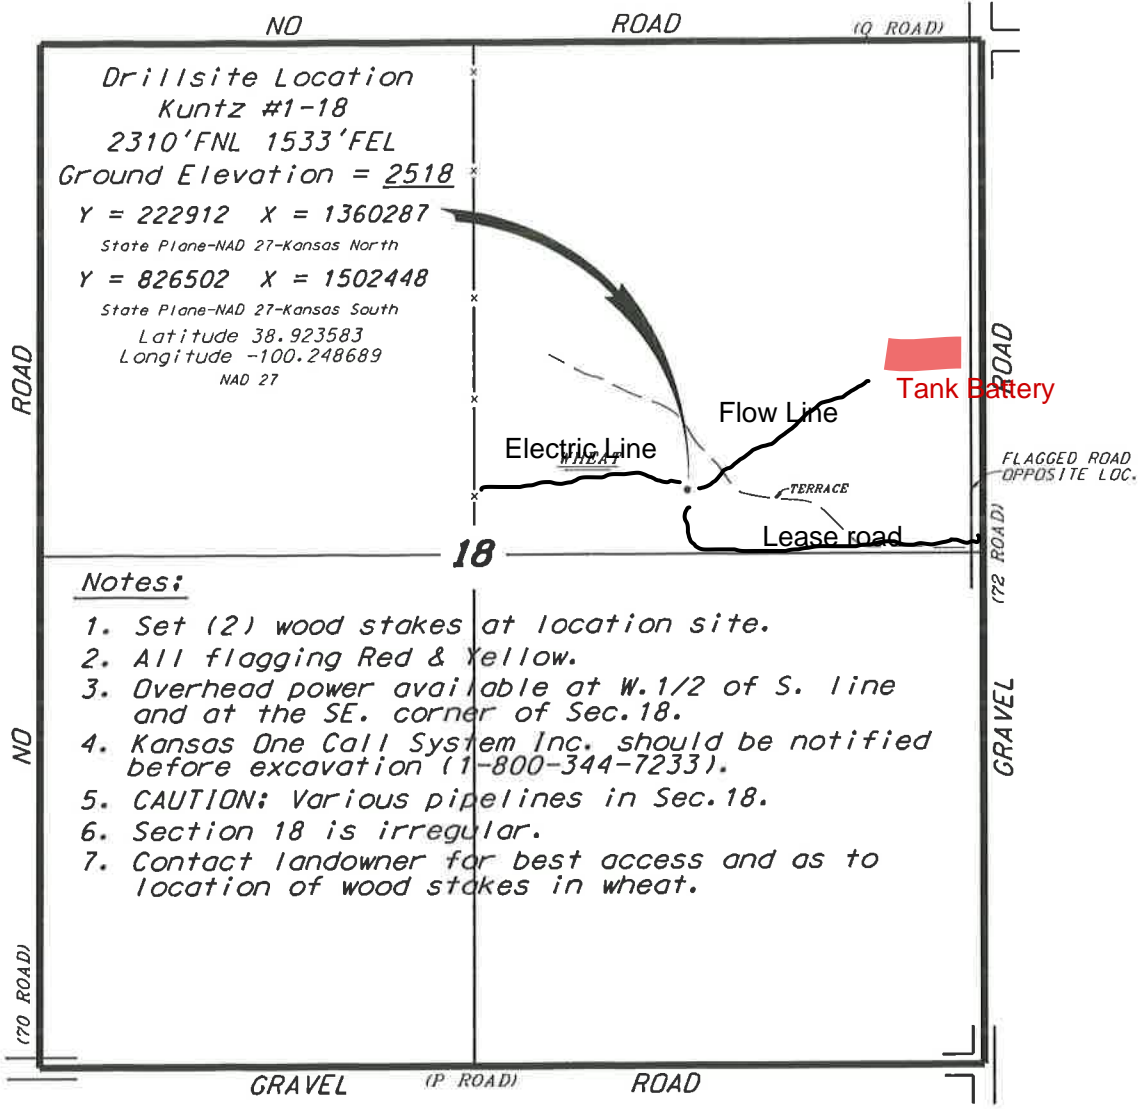 NO ROAD (Q ROAD)
Drillsite Location
Kuntz #1-18
2310'FNL 1533'FEL
Ground Elevation = 2518
Y = 222912 X = 1360287
State Plane-NAD 27-Kansas North
Y = 826502 X = 1502448
State Plane-NAD 27-Kansas South
Latitude 38.923583
Longitude -100.248689
NAD 27
ROAD
ROAD
Tank Battery
Flow Line
Electric Line
WHEAT
FLAGGED ROAD
OPPOSITE LOC.
TERRACE
Lease road
(72 ROAD)
18
Notes:
1. Set (2) wood stakes at location site.
2. All flagging Red & Yellow.
3. Overhead power available at W.1/2 of S. line
and at the SE. corner of Sec.18.
4. Kansas One Call System Inc. should be notified
before excavation (1-800-344-7233).
5. CAUTION: Various pipelines in Sec.18.
6. Section 18 is irregular.
7. Contact landowner for best access and as to
location of wood stakes in wheat.
NO
GRAVEL
(70 ROAD)
GRAVEL (P ROAD) ROAD